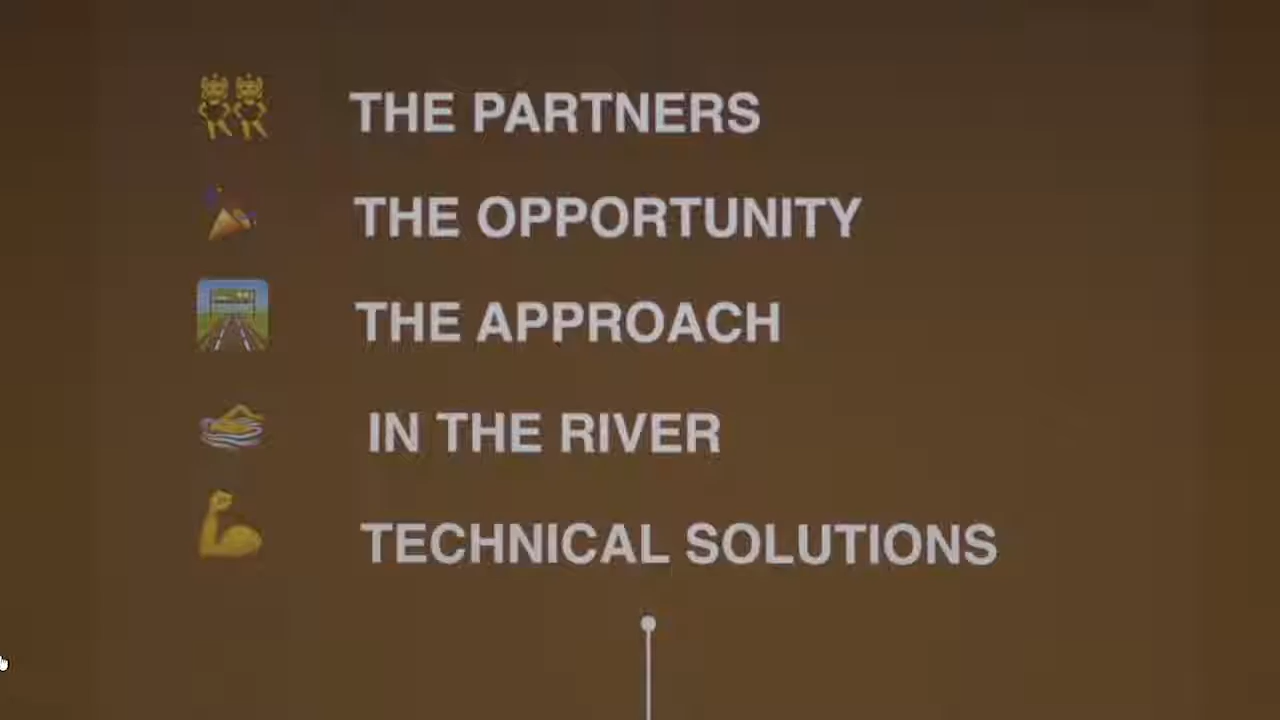 THE PARTNERS
THE OPPORTUNITY
THE APPROACH
IN THE RIVER
TECHNICAL SOLUTIONS